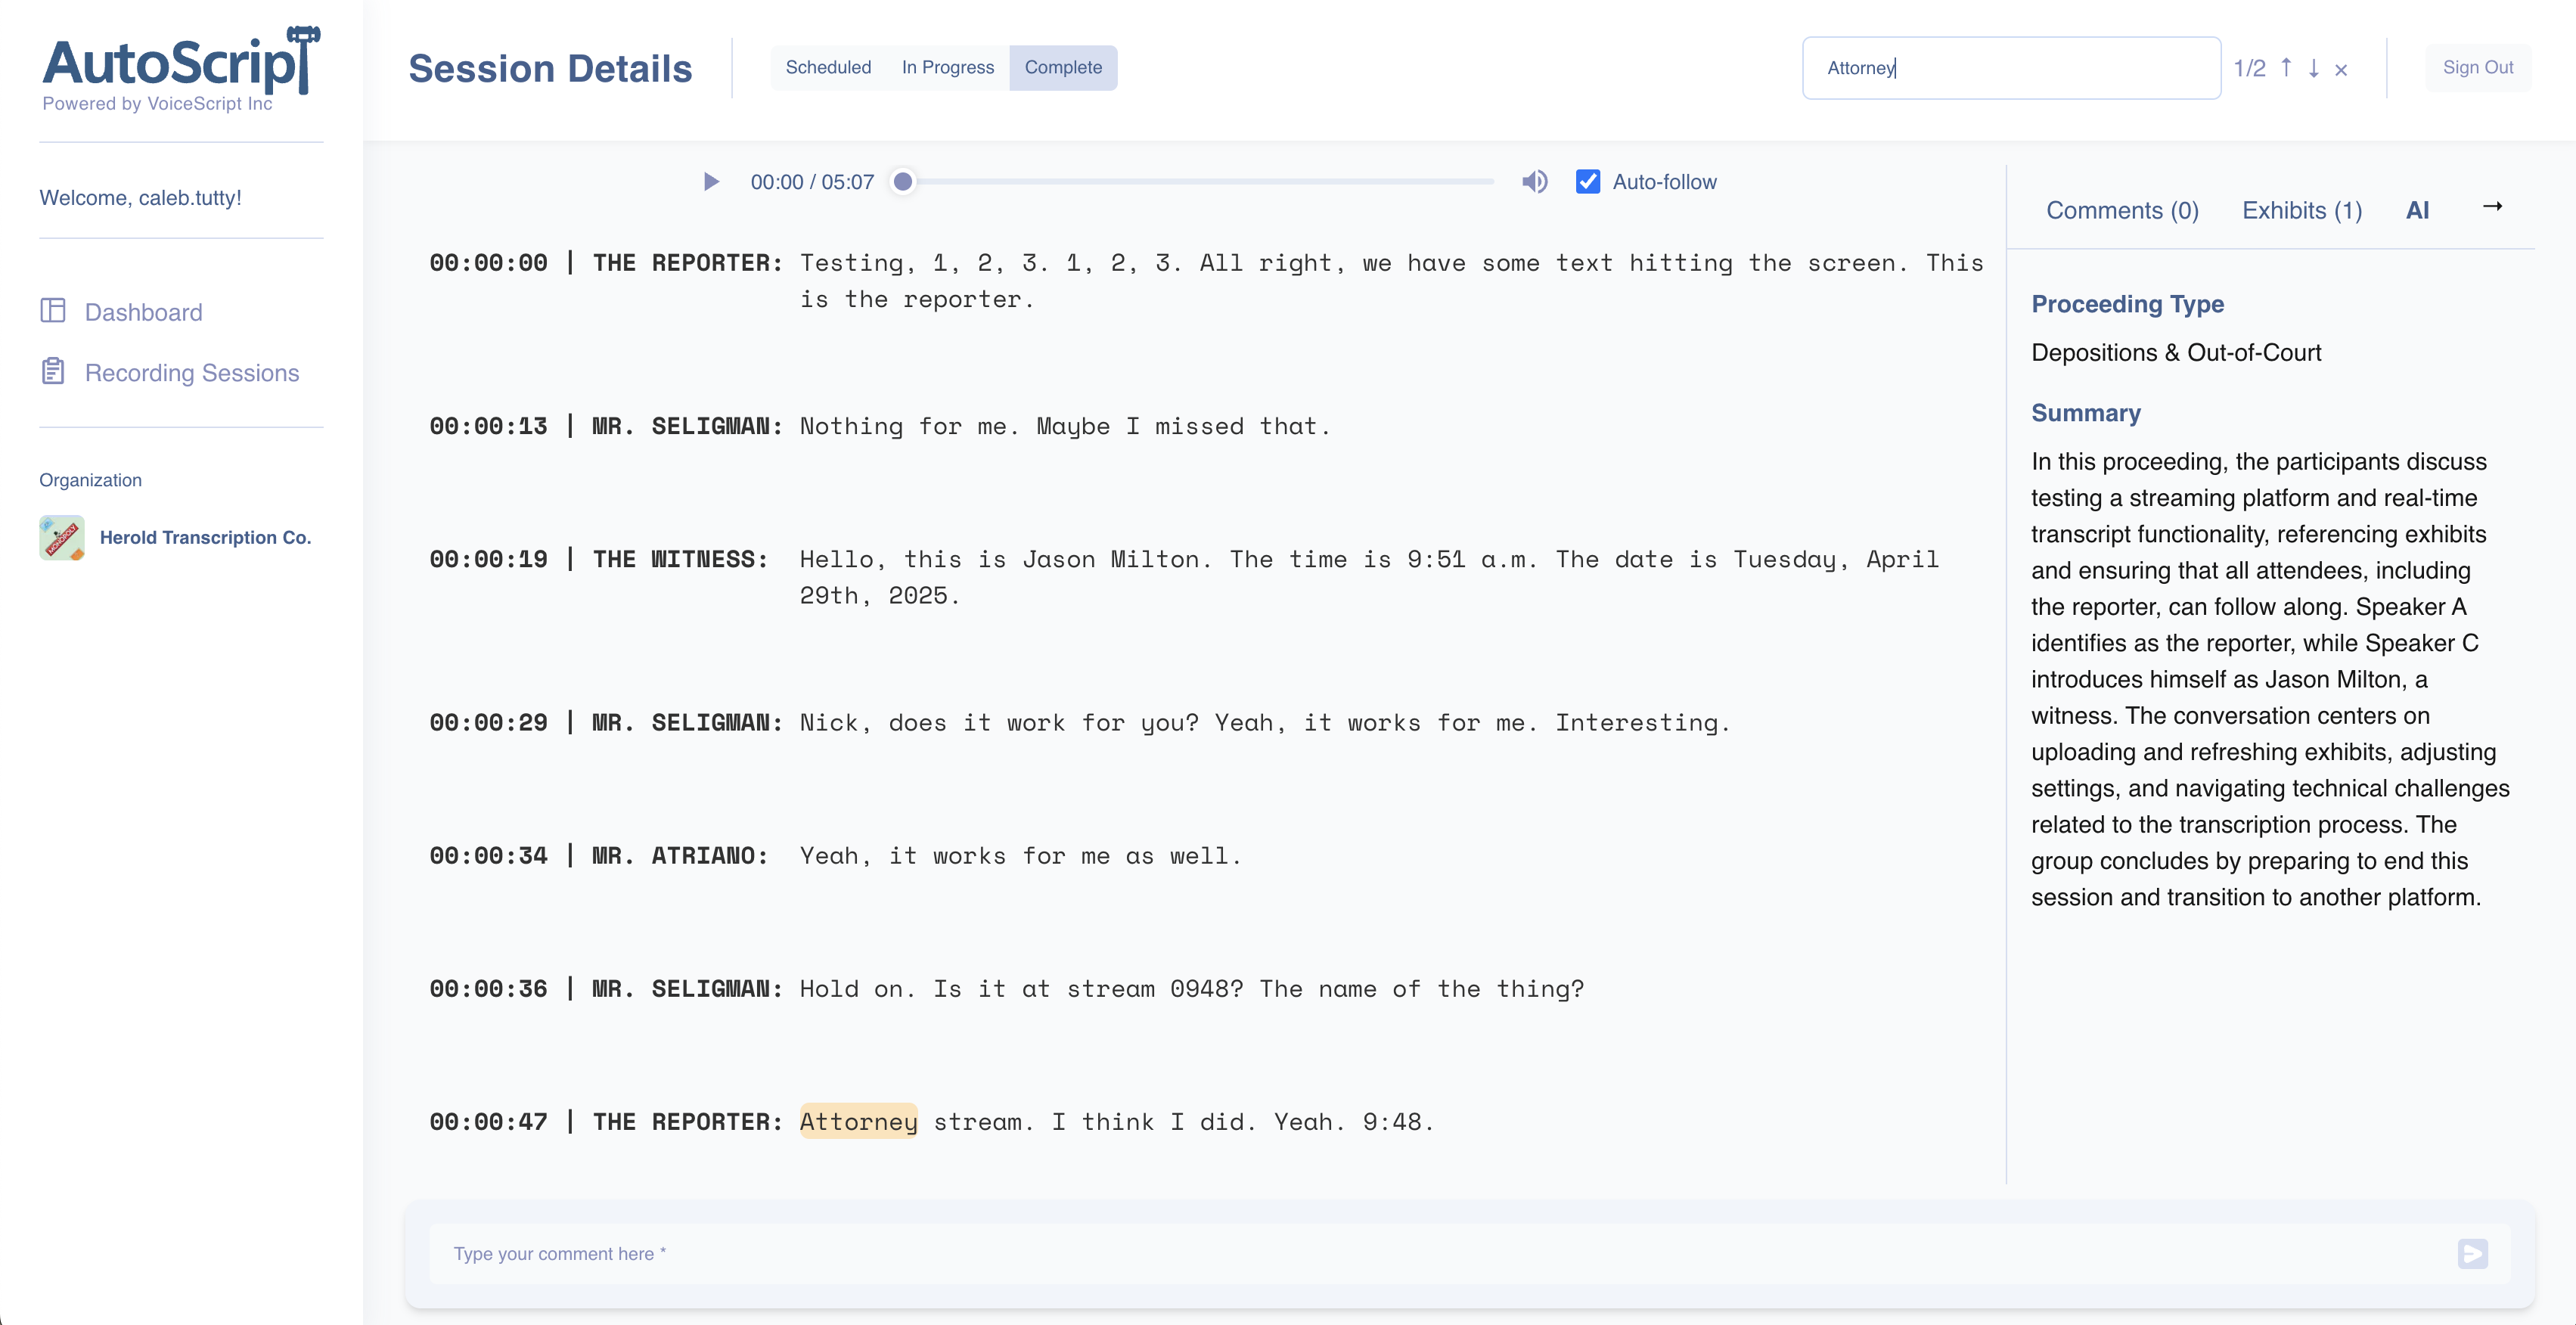 AutoScript
Powered by VoiceScript Inc
Welcome, caleb.tutty!
Dashboard
Recording Sessions
Organization
MONOPOLY
Herold Transcription Co.
Session Details
Scheduled In Progress Complete
Attorney
1/2 ↑ ↓ ×
Sign Out
00:00 / 05:07
Auto-follow
00:00:00 | THE REPORTER: Testing, 1, 2, 3. 1, 2, 3. All right, we have some text hitting the screen. This
is the reporter.
00:00:13 | MR. SELIGMAN: Nothing for me. Maybe I missed that.
00:00:19 | THE WITNESS: Hello, this is Jason Milton. The time is 9:51 a.m. The date is Tuesday, April
29th, 2025.
00:00:29 | MR. SELIGMAN: Nick, does it work for you? Yeah, it works for me. Interesting.
00:00:34 | MR. ATRIANO: Yeah, it works for me as well.
00:00:36 | MR. SELIGMAN: Hold on. Is it at stream 0948? The name of the thing?
00:00:47 | THE REPORTER: Attorney stream. I think I did. Yeah. 9:48.
Comments (0) Exhibits (1) AI →
Proceeding Type
Depositions & Out-of-Court
Summary
In this proceeding, the participants discuss
testing a streaming platform and real-time
transcript functionality, referencing exhibits
and ensuring that all attendees, including
the reporter, can follow along. Speaker A
identifies as the reporter, while Speaker C
introduces himself as Jason Milton, a
witness. The conversation centers on
uploading and refreshing exhibits, adjusting
settings, and navigating technical challenges
related to the transcription process. The
group concludes by preparing to end this
session and transition to another platform.
Type your comment here *